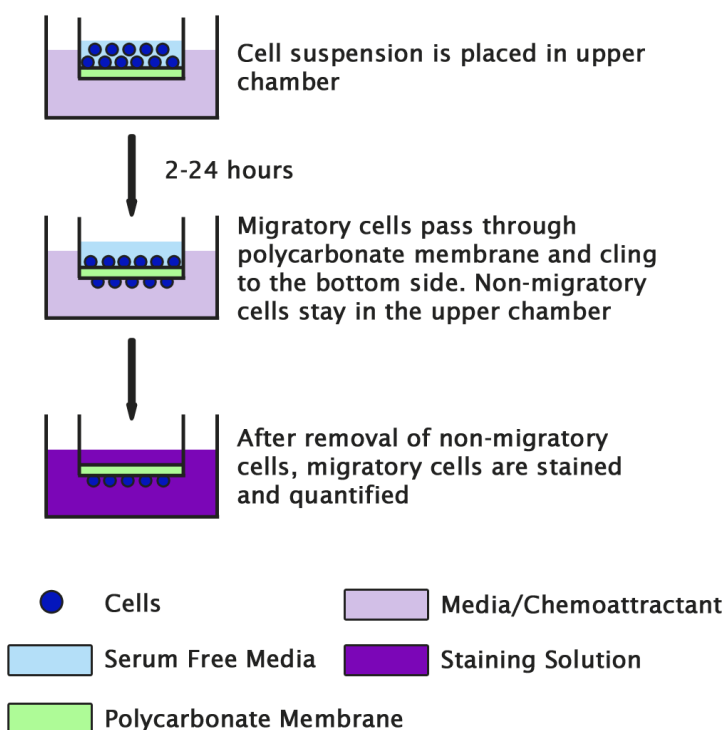 Cell suspension is placed in upper
chamber
2-24 hours
Migratory cells pass through
polycarbonate membrane and cling
to the bottom side. Non-migratory
cells stay in the upper chamber
After removal of non-migratory
cells, migratory cells are stained
and quantified
Cells
Media/Chemoattractant
Serum Free Media
Staining Solution
Polycarbonate Membrane